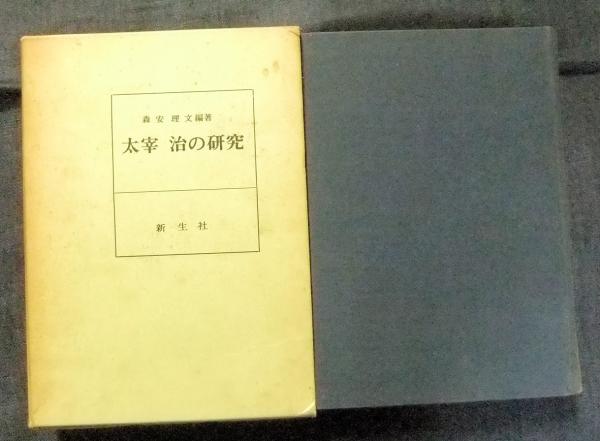 森安理文編著
太宰 治の研究
新生社